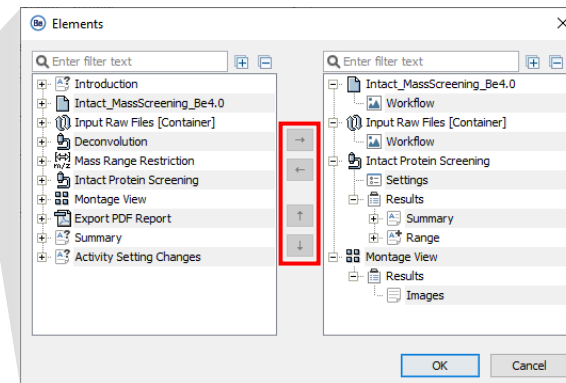 Be Elements
Enter filter text
Introduction
Intact_MassScreening_Be4.0
Input Raw Files [Container]
Deconvolution
m/z Mass Range Restriction
Intact Protein Screening
Montage View
Export PDF Report
Summary
Activity Setting Changes
Enter filter text
Intact_MassScreening_Be4.0
Workflow
Input Raw Files [Container]
Workflow
Intact Protein Screening
Settings
Results
Summary
Range
Montage View
Results
Images
OK
Cancel